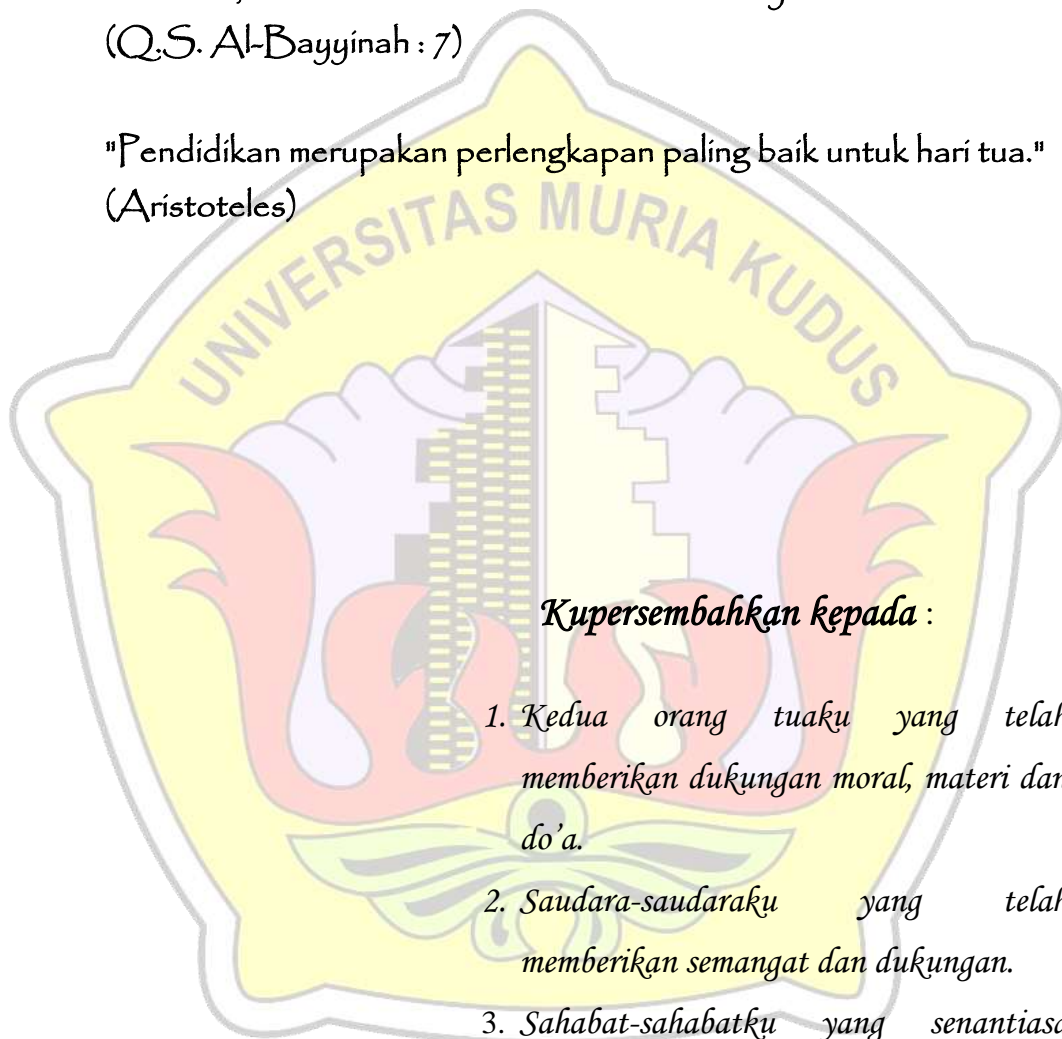 (Q.S. Al-Bayyinah : 7)
"Pendidikan merupakan perlengkapan paling baik untuk hari tua."
(Aristoteles)
UNIVERSITAS MURIA KUDUS
Kupersembahkan kepada :
1. Kedua orang tuaku yang telah
memberikan dukungan moral, materi dan
do'a.
2. Saudara-saudaraku yang telah
memberikan semangat dan dukungan.
3. Sahabat-sahabatku yang senantiasa